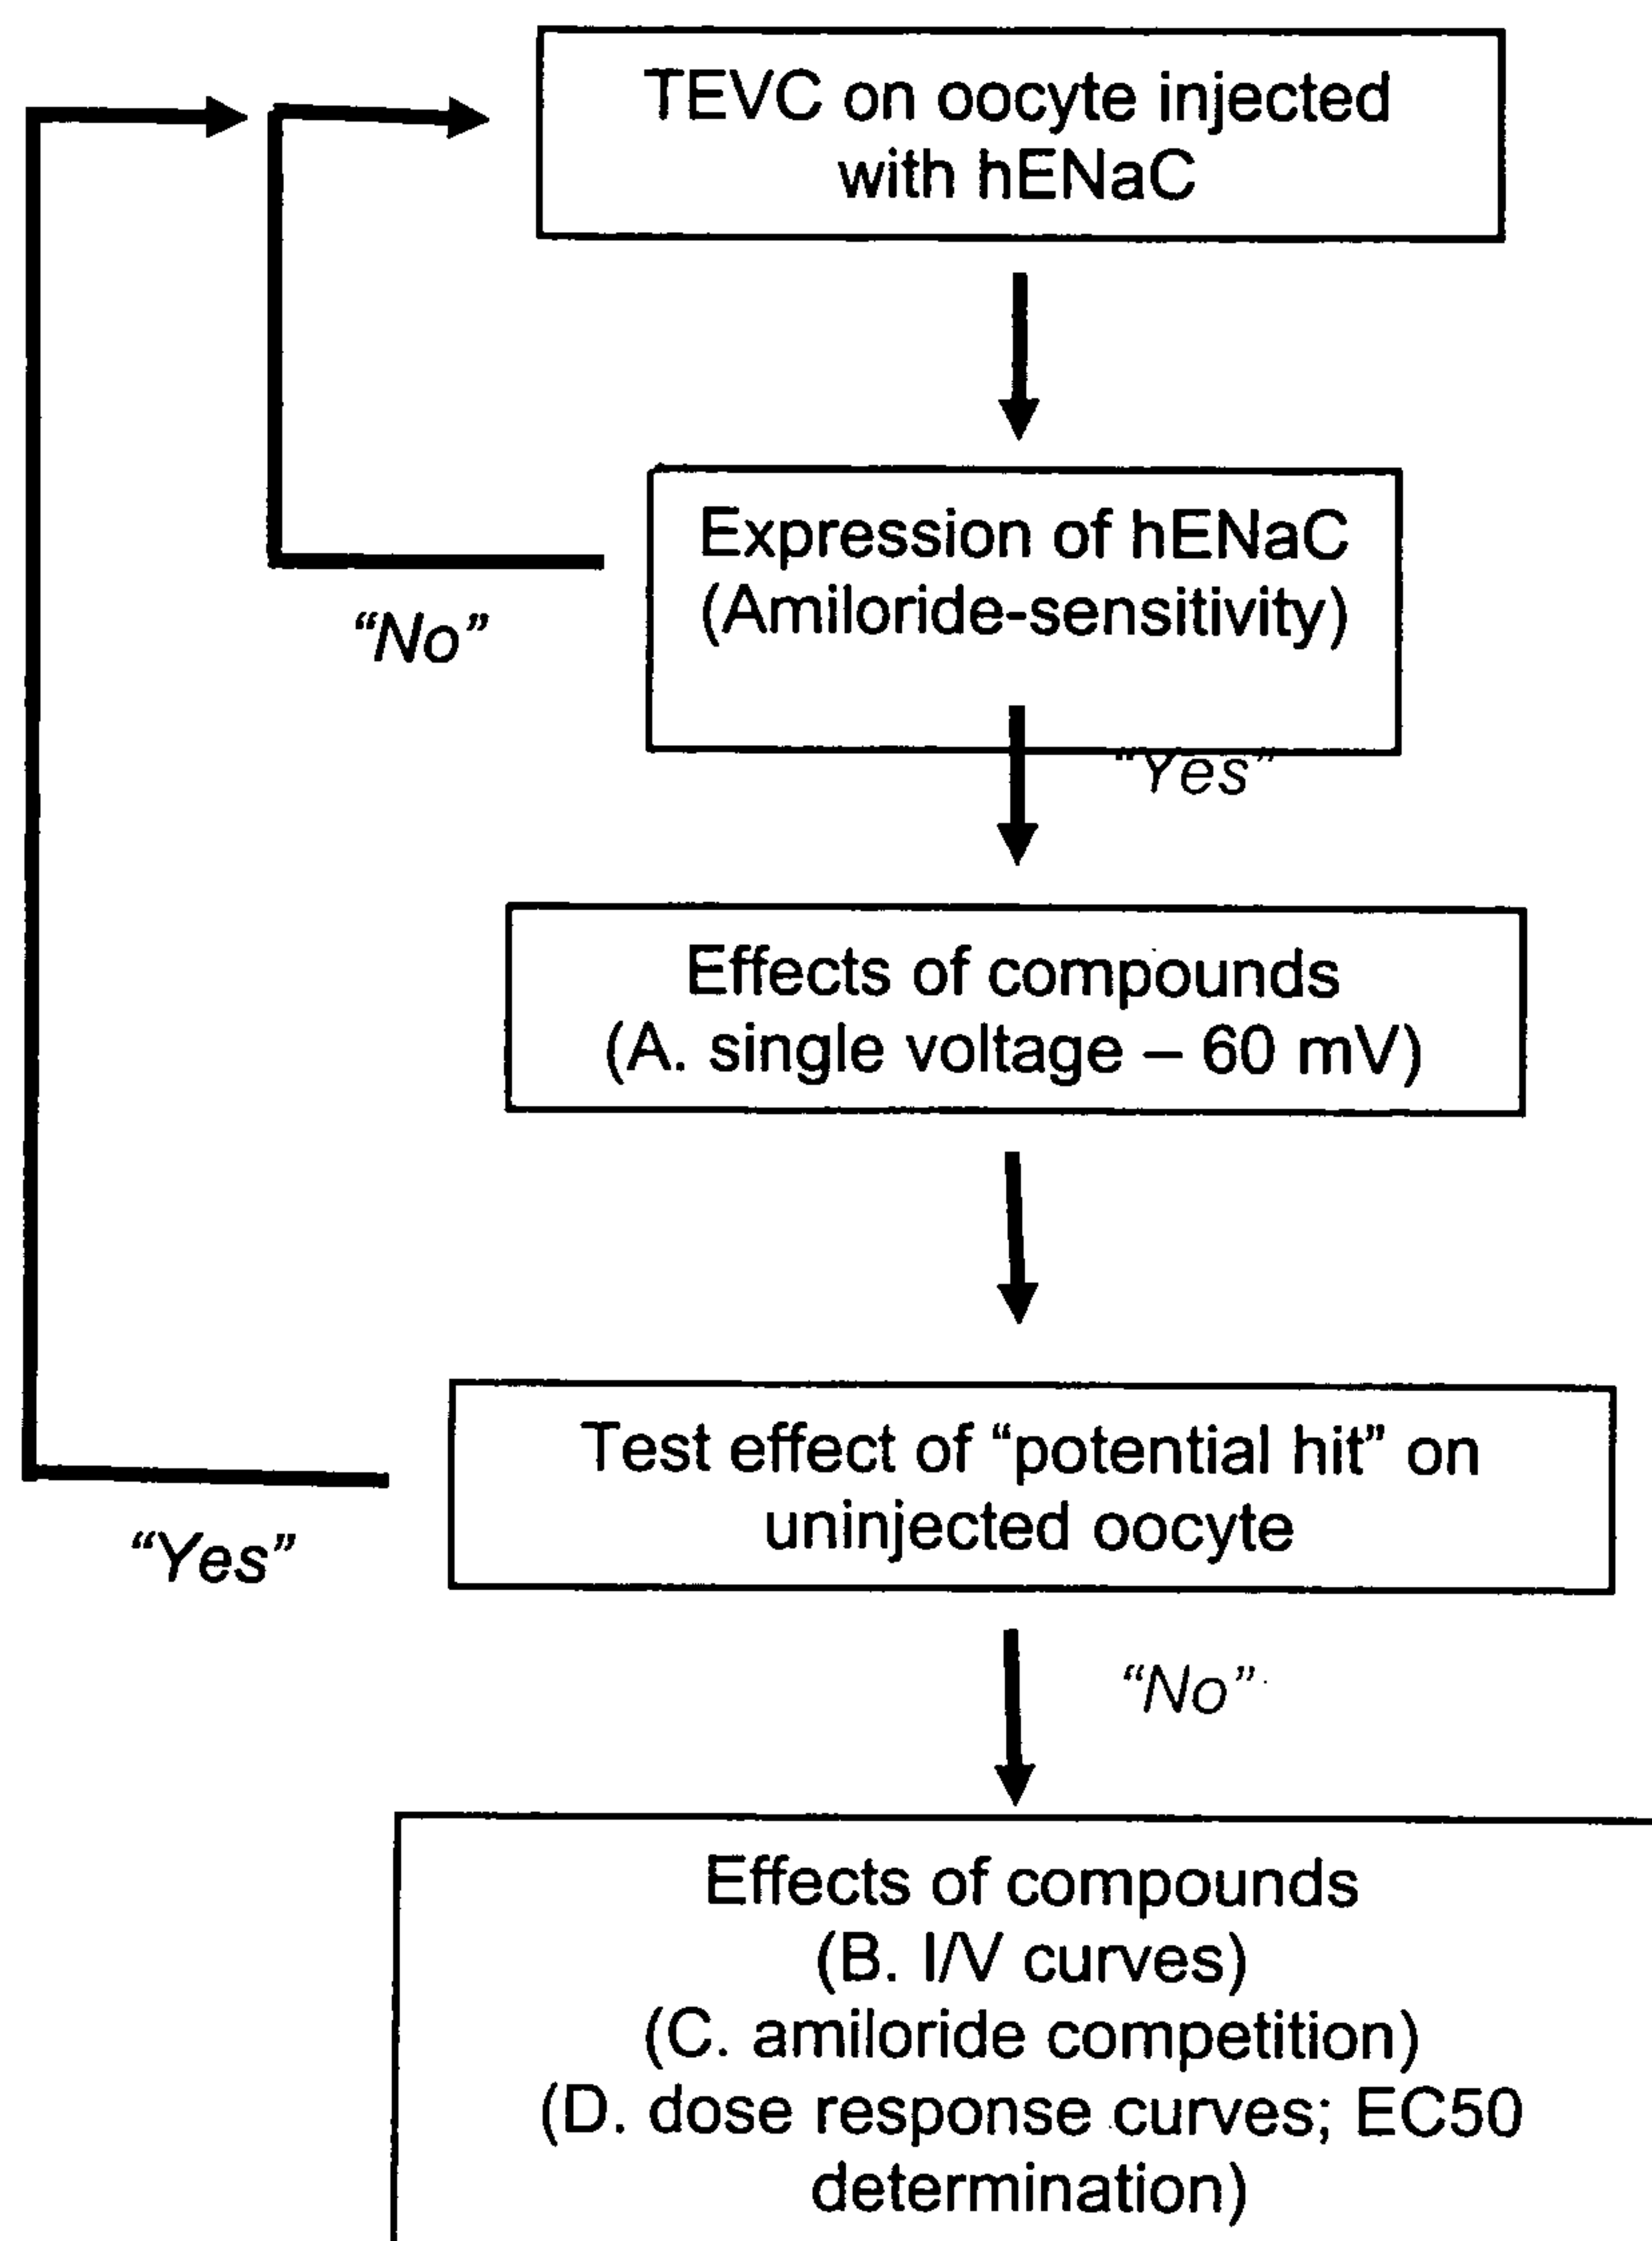 TEVC on oocyte injected
with hENaC
Expression of hENaC
(Amiloride-sensitivity)
“No”
“Yes”
Effects of compounds
(A. single voltage – 60 mV)
Test effect of “potential hit” on
uninjected oocyte
“Yes”
“No”
Effects of compounds
(B. I/V curves)
(C. amiloride competition)
(D. dose response curves; EC50
determination)